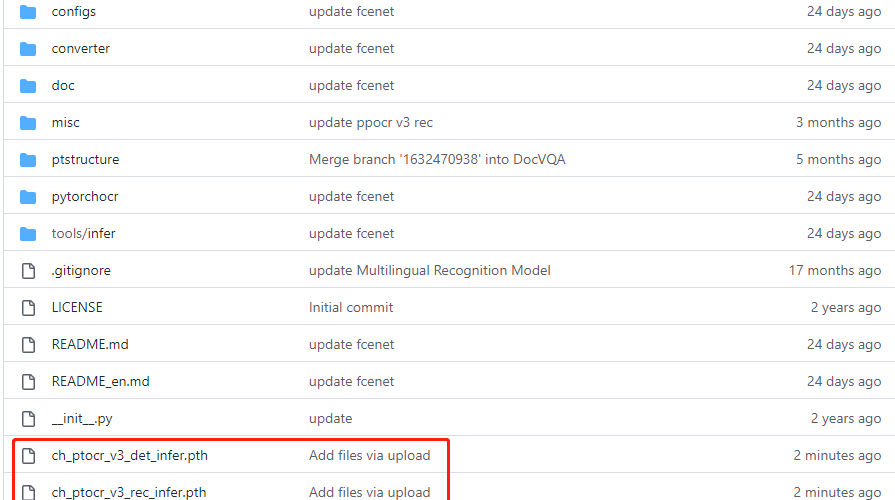 configs update fcenet 24 days ago
converter update fcenet 24 days ago
doc update fcenet 24 days ago
misc update ppocr v3 rec 3 months ago
ptstructure Merge branch '1632470938' into DocVQA 5 months ago
pytorchocr update fcenet 24 days ago
tools/infer update fcenet 24 days ago
.gitignore update Multilingual Recognition Model 17 months ago
LICENSE Initial commit 2 years ago
README.md update fcenet 24 days ago
README_en.md update fcenet 24 days ago
__init__.py update 2 years ago
ch_ptocr_v3_det_infer.pth Add files via upload 2 minutes ago
ch_ptocr_v3_rec_infer.pth Add files via upload 2 minutes ago